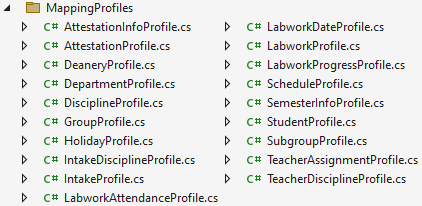 MappingProfiles
C# AttestationInfoProfile.cs
C# AttestationProfile.cs
C# DeaneryProfile.cs
C# DepartmentProfile.cs
C# DisciplineProfile.cs
C# GroupProfile.cs
C# HolidayProfile.cs
C# IntakeDisciplineProfile.cs
C# IntakeProfile.cs
C# LabworkAttendanceProfile.cs
C# LabworkDateProfile.cs
C# LabworkProfile.cs
C# LabworkProgressProfile.cs
C# ScheduleProfile.cs
C# SemesterInfoProfile.cs
C# StudentProfile.cs
C# SubgroupProfile.cs
C# TeacherAssignmentProfile.cs
C# TeacherDisciplineProfile.cs